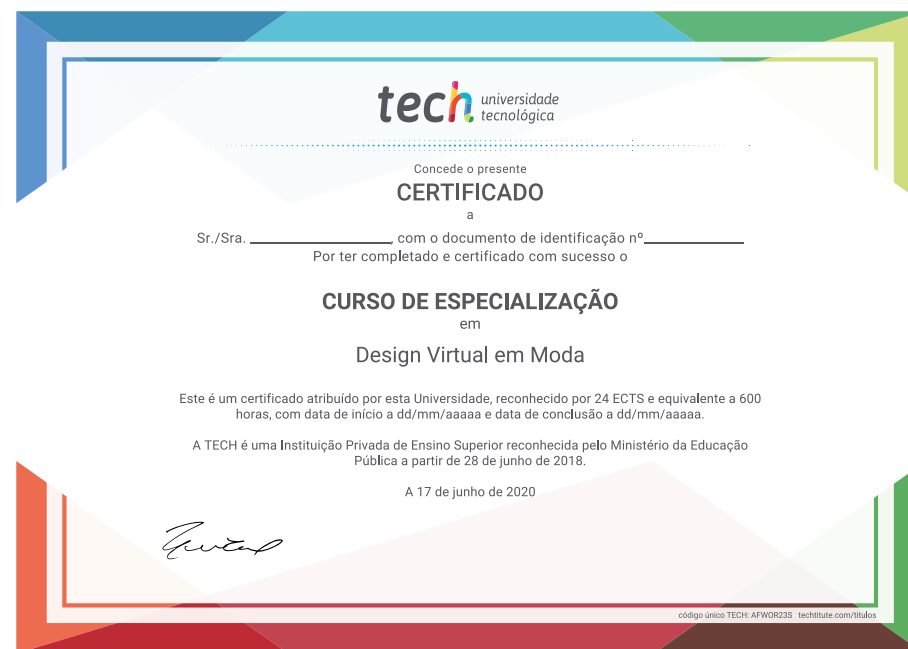 tech universidade
tecnológica
Concede o presente
CERTIFICADO
a
Sr./Sra. ____________________, com o documento de identificação nº______________
Por ter completado e certificado com sucesso o
CURSO DE ESPECIALIZAÇÃO
em
Design Virtual em Moda
Este é um certificado atribuído por esta Universidade, reconhecido por 24 ECTS e equivalente a 600
horas, com data de início a dd/mm/aaaaa e data de conclusão a dd/mm/aaaaa.
A TECH é uma Instituição Privada de Ensino Superior reconhecida pelo Ministério da Educação
Pública a partir de 28 de junho de 2018.
A 17 de junho de 2020
código único TECH: AFWOR23S techtitute.com/titulos